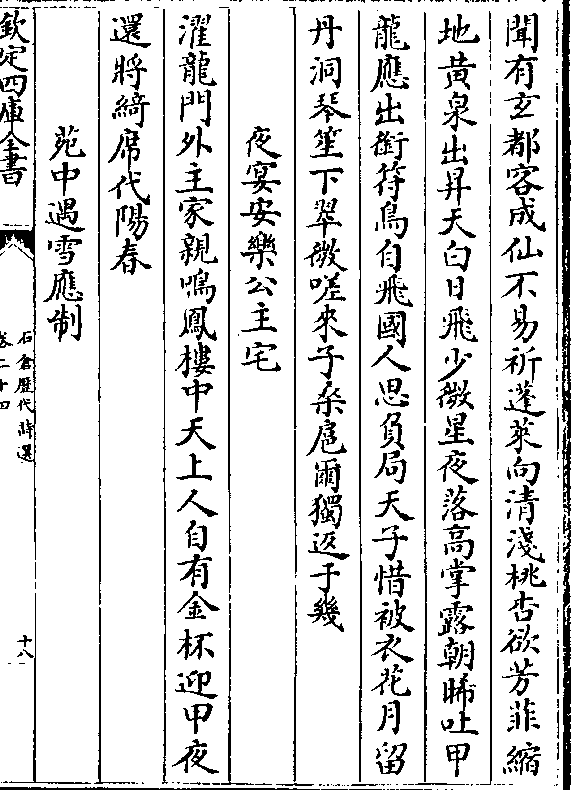 聞有玄都客成仙不易祈蓬萊向清淺桃杏欲芳菲縮
地黄泉出昇天白日飛少微星夜落高掌露朝晞吐甲
龍應出銜符鳥自飛國人思負局天子惜被衣花月留
丹洞琴笙下翠微嗟來子桑扈爾獨返于幾
夜宴安樂公主宅
濯龍門外主家親鳴鳳樓中天上人自有金杯迎甲夜
還將綺席代陽春
苑中遇雪應制
欽定四庫全書
石倉歷代詩選
卷二十四
十八